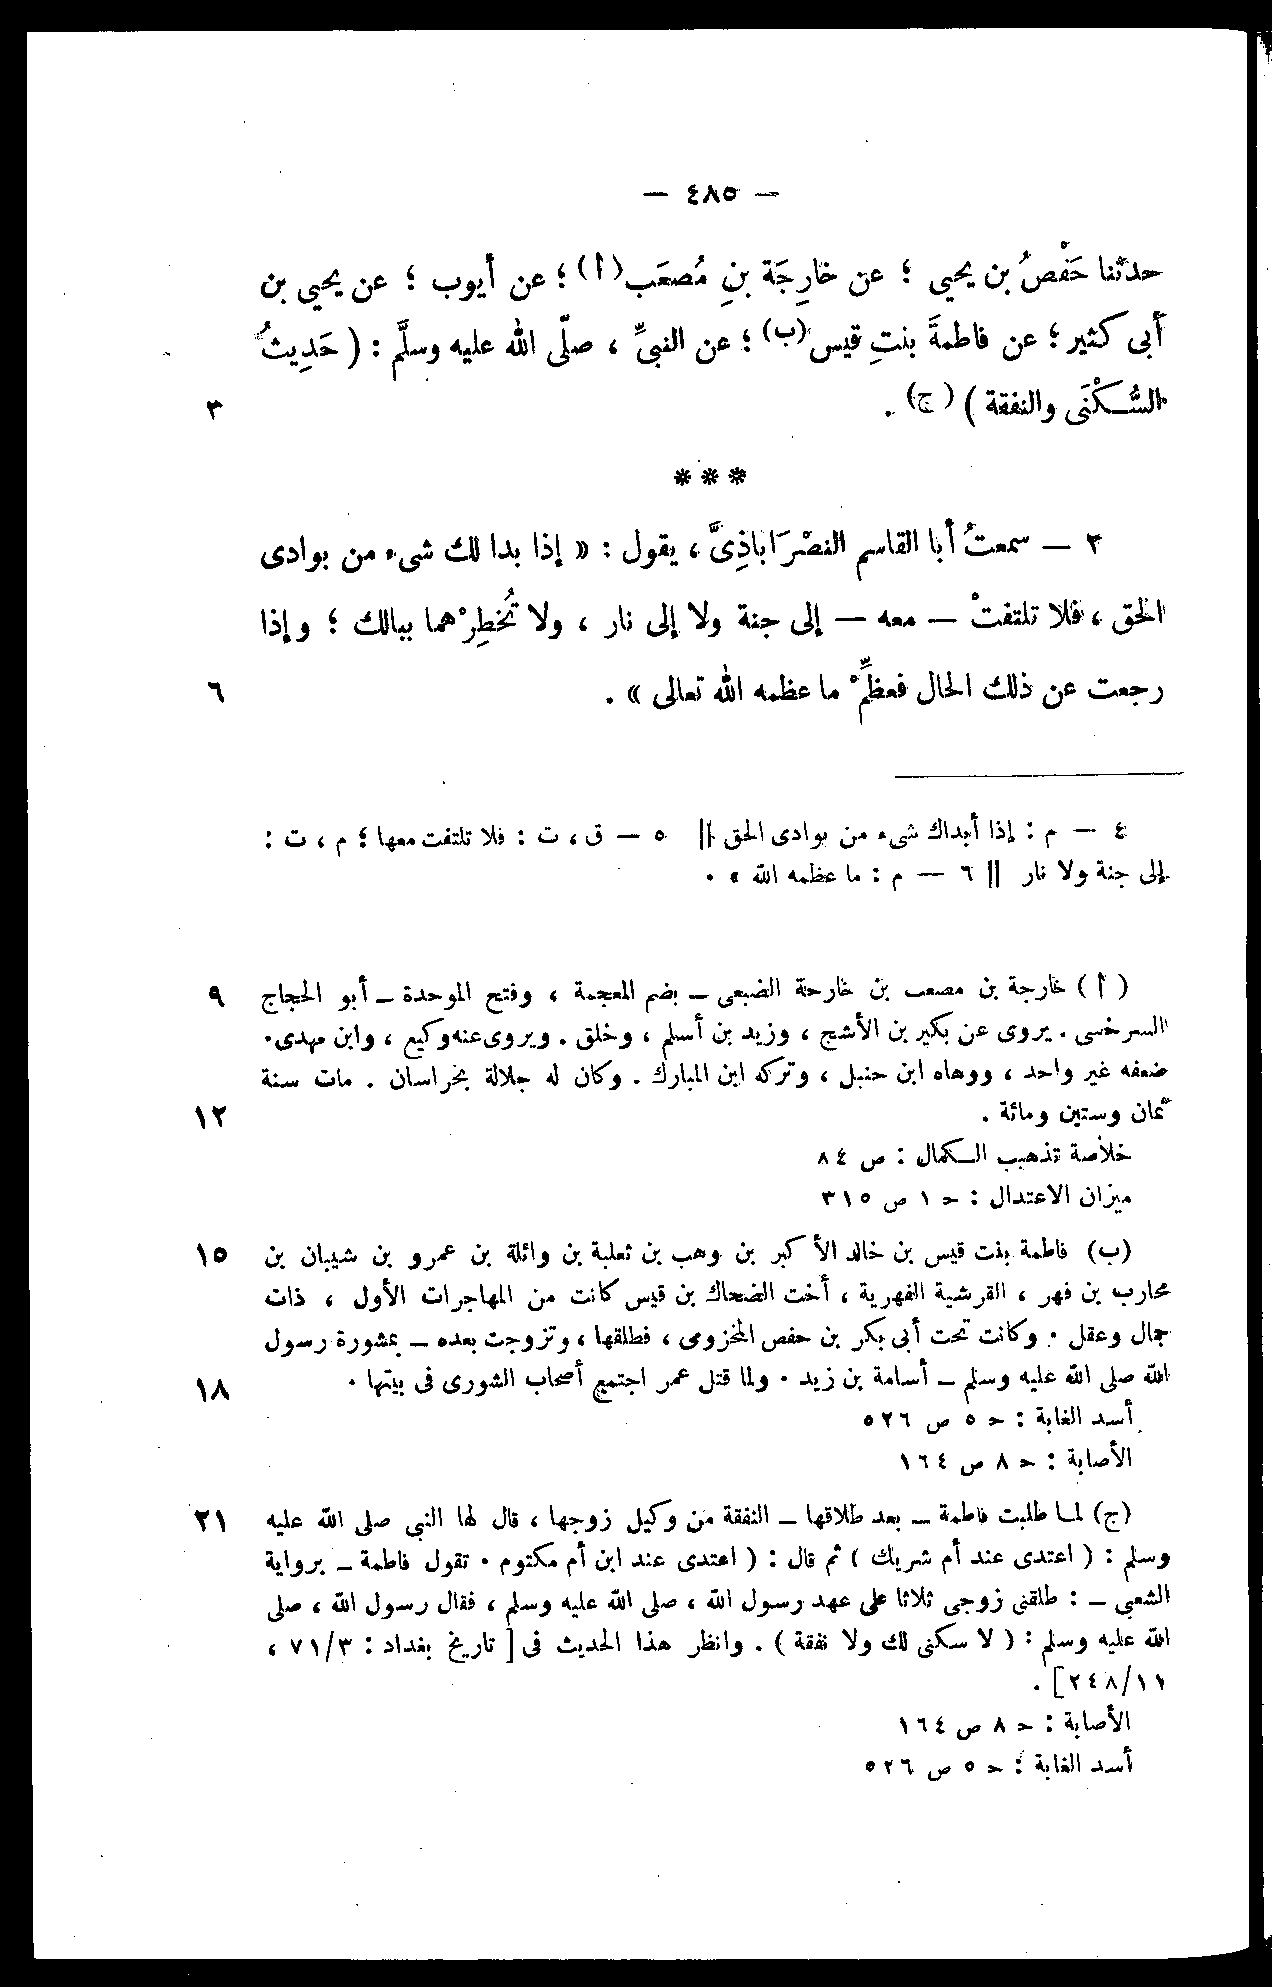 — ٤٨٥ —
حدثنا حَفْصُ بن يحيى ؛ عن خارِجَة بنِ مُصعَب(أ) ؛ عن أيوب ؛ عن يحيى بن
أبى كثير ؛ عن فاطمةَ بنتِ قيس(ب) ؛ عن النبىِّ ، صلّى الله عليه وسلَّم : ( حَدِيثُ
السُّكْنَى والنفقة ) (ج) . ٣
***
٣ — سمعتُ أبا القاسم النصْرَاباذِىَّ ، يقول : « إذا بدا لك شىء من بوادى
الحق ، فلا تلتفتْ — معه — إلى جنة ولا إلى نار ، ولا تُخطِرْهما ببالك ؛ وإذا
رجعت عن ذلك الحال فعظِّمْ ما عظمه الله تعالى » . ٦
٤ — م : إذا أبداك شىء من بوادى الحق || ٥ — ق ، ت : فلا تلتفت معها ؛ م ، ت :
إلى جنة ولا نار || ٦ — م : ما عظمه الله » .
( أ ) خارجة بن مصعب بن خارجة الضبعى — بضم المعجمة ، وفتح الموحدة — أبو الحجاج ٩
السرخسى . يروى عن بكير بن الأشج ، وزيد بن أسلم ، وخلق . ويروى عنه وكيع ، وابن مهدى .
ضعفه غير واحد ، ووهاه ابن حنبل ، وتركه ابن المبارك . وكان له جلالة بخراسان . مات سنة
ثمان وستين ومائة . ١٢
خلاصة تذهيب الكمال : ص ٨٤
ميزان الاعتدال : ح ١ ص ٣١٥
(ب) فاطمة بنت قيس بن خالد الأكبر بن وهب بن ثعلبة بن وائلة بن عمرو بن شيبان بن ١٥
محارب بن فهر ، القرشية الفهرية ، أخت الضحاك بن قيس كانت من المهاجرات الأول ، ذات
جمال وعقل . وكانت تحت أبى بكر بن حفص المخزومى ، فطلقها ، وتزوجت بعده — بمشورة رسول
الله صلى الله عليه وسلم — أسامة بن زيد . ولما قتل عمر اجتمع أصحاب الشورى فى بيتها . ١٨
أسد الغابة : ح ٥ ص ٥٢٦
الأصابة : ح ٨ ص ١٦٤
(ج) لما طلبت فاطمة — بعد طلاقها — النفقة من وكيل زوجها ، قال لها النبى صلى الله عليه ٢١
وسلم : ( اعتدى عند أم شريك ) ثم قال : ( اعتدى عند ابن أم مكتوم . تقول فاطمة — برواية
الشعبى — : طلقنى زوجى ثلاثا على عهد رسول الله ، صلى الله عليه وسلم ، فقال رسول الله ، صلى
الله عليه وسلم : ( لا سكنى لك ولا نفقة ) . وانظر هذا الحديث فى [ تاريخ بغداد : ٧١/٣ ،
٢٤٨/١١] .
الأصابة : ح ٨ ص ١٦٤
أسد الغابة : ح ٥ ص ٥٢٦